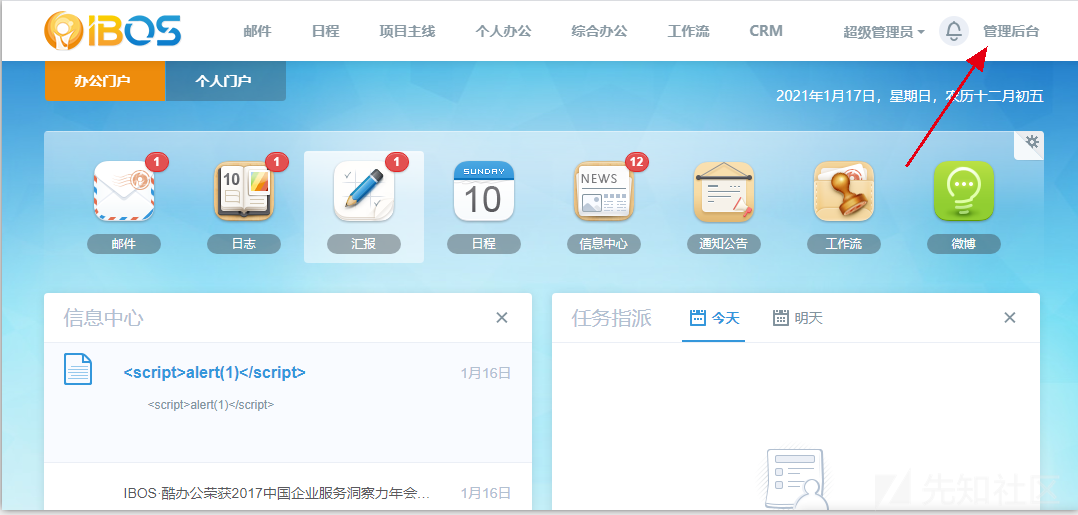 IBOS 邮件 日程 项目主线 个人办公 综合办公 工作流 CRM 超级管理员 管理后台
办公门户 个人门户
2021年1月17日，星期日，农历十二月初五
1 1 1 12
10 SUNDAY 10 NEWS
邮件 日志 汇报 日程 信息中心 通知公告 工作流 微博
信息中心
<script>alert(1)</script> 1月16日
<script>alert(1)</script>
IBOS·酷办公荣获2017中国企业服务洞察力年会... 1月16日
任务指派 今天 明天
先知社区